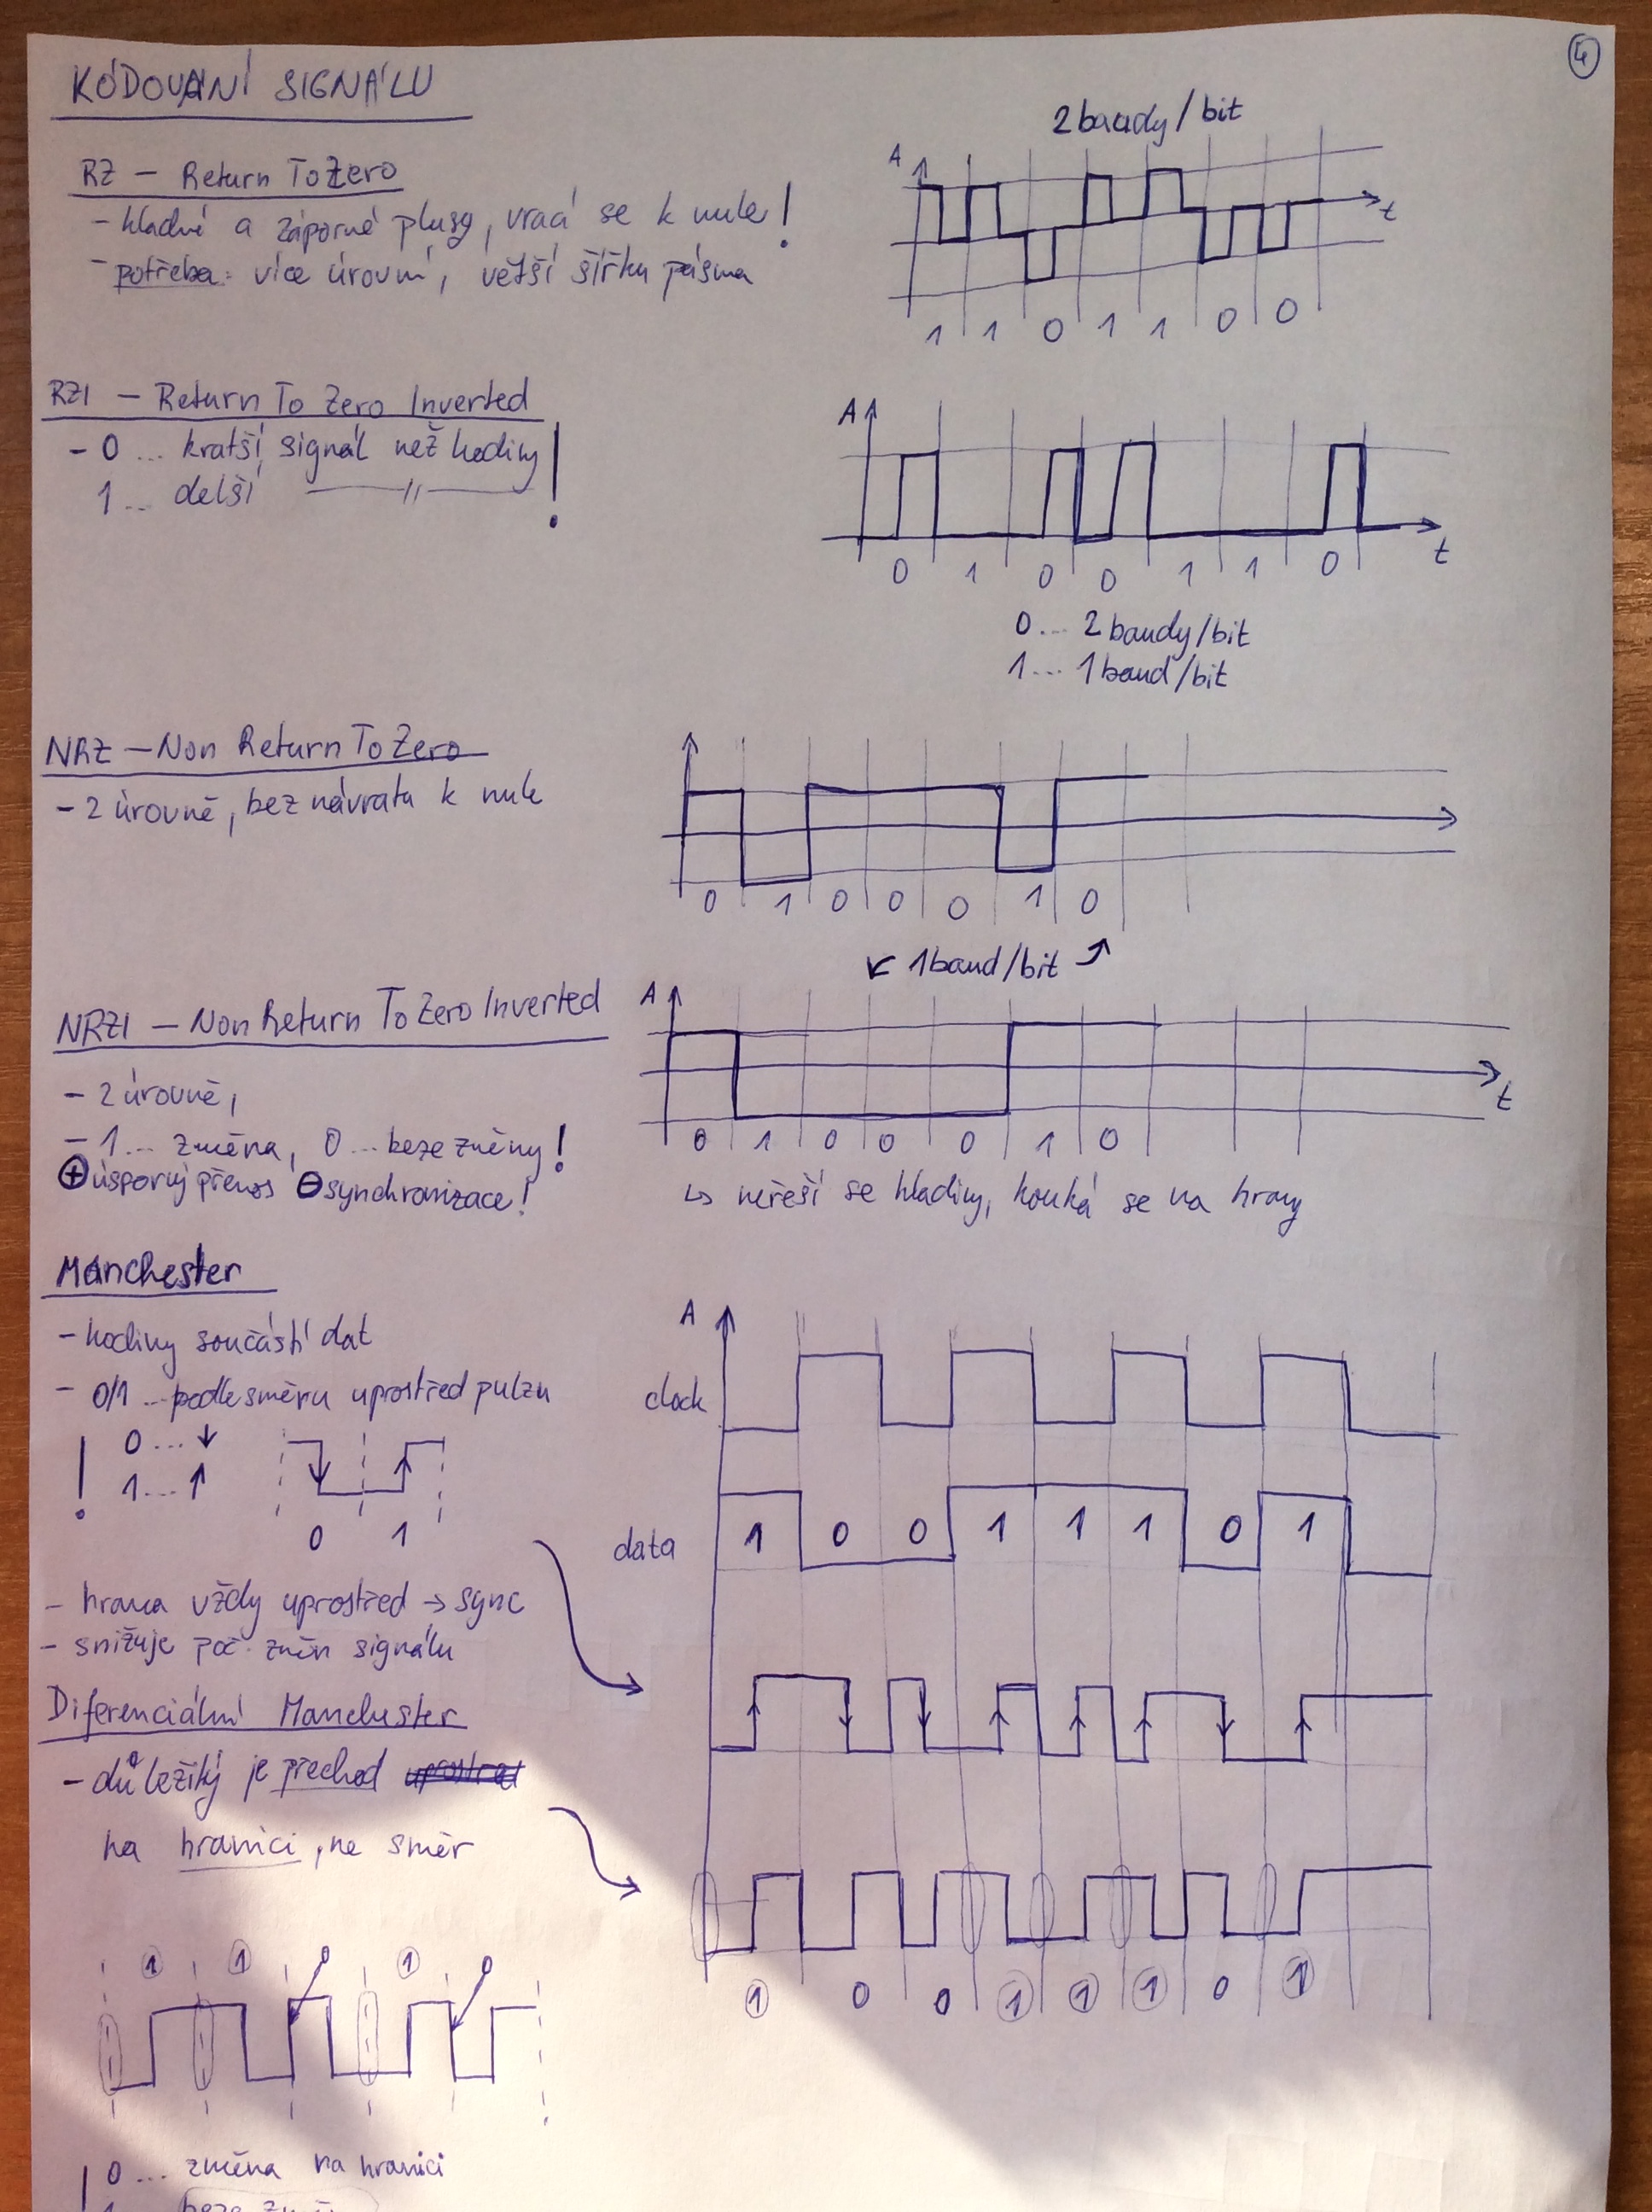 4
KÓDOVÁNÍ SIGNÁLU
RZ – Return To Zero
- kladné a záporné pulsy, vrací se k nule!
- potřeba: více úrovní, větší šířku pásma
2 baudy/bit
A
t
1 1 0 1 1 0 0
RZI – Return To Zero Inverted
- 0 ... kratší signál než hodiny
1 ... delší —— 11 ——
!
A
t
0 1 0 0 1 1 0
0 ... 2 baudy/bit
1 ... 1 baud/bit
NRZ – Non Return To Zero
- 2 úrovně, bez návratu k nule
0 1 0 0 0 1 0
↖ 1 baud/bit ↗
NRZI – Non Return To Zero Inverted
- 2 úrovně,
- 1 ... změna, 0 ... beze změny!
⊕ úsporný přenos ⊖ synchronizace!
A
t
0 1 0 0 0 1 0
↳ neřeší se hladiny, kouká se na hrany
Manchester
- hodiny součástí dat
- 0/1 ... podle směru uprostřed pulzu
0 ... ↓
1 ... ↑
!
0 1
- hrana vždy uprostřed → sync
- snižuje poč. změn signálu
A
clock
data
1 0 0 1 1 1 0 1
Diferenciální Manchester
- důležitý je přechod
na hranici, ne směr
1 1 0 1 0
1 0 0 1 1 1 0 1
! 0 ... změna na hranici